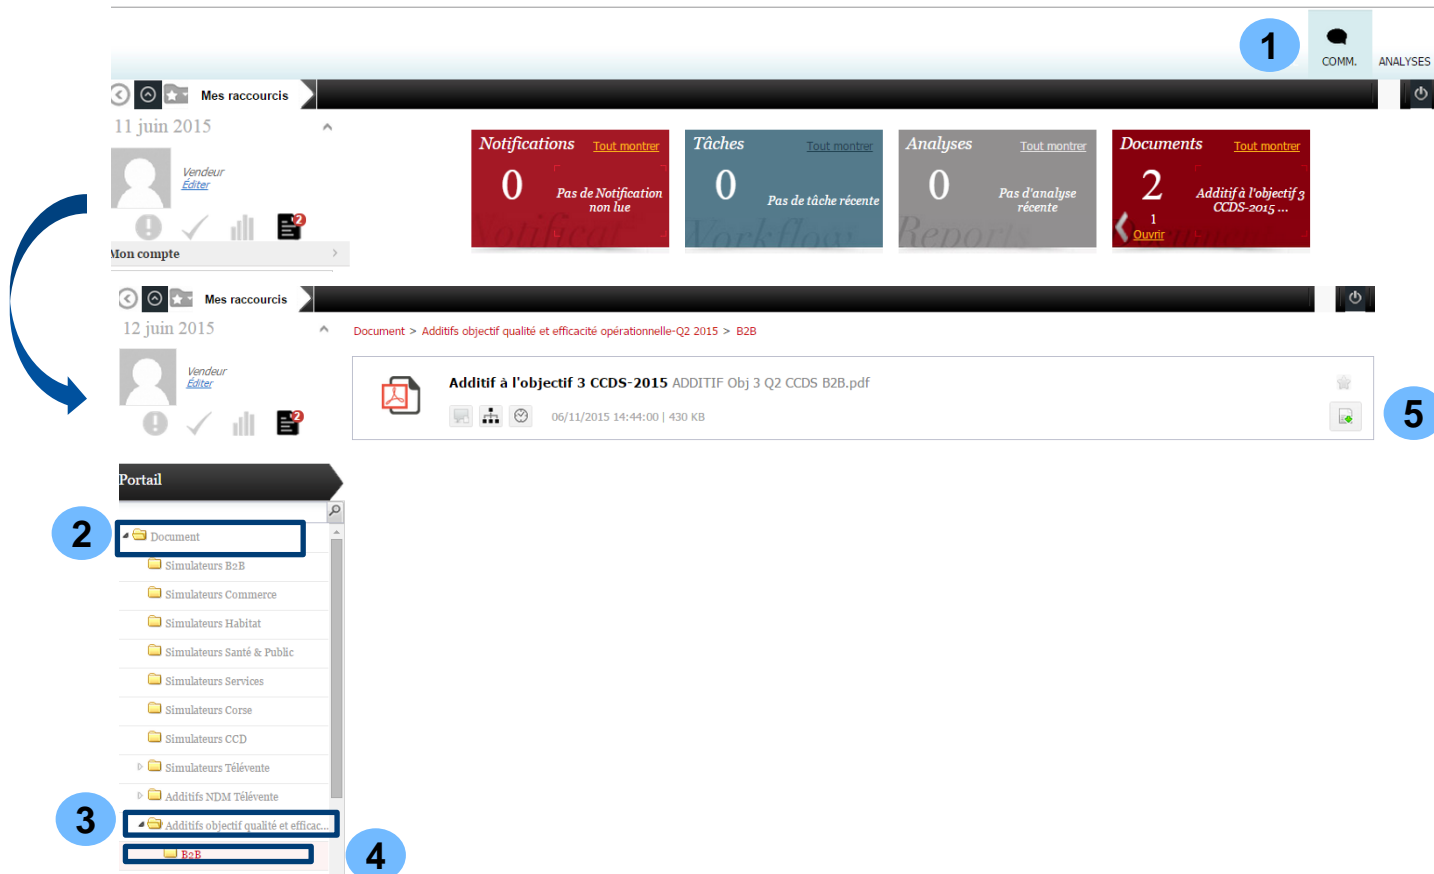 1
COMM.
ANALYSES
Mes raccourcis
11 juin 2015
Vendeur
Éditer
2
Mon compte
Notifications Tout montrer
0
Pas de Notification
non lue
Tâches Tout montrer
0
Pas de tâche récente
Workflow
Analyses Tout montrer
0
Pas d'analyse
récente
Reports
Documents Tout montrer
2
Additif à l'objectif 3
CCDS-2015 ...
1
Ouvrir
Mes raccourcis
12 juin 2015
Vendeur
Éditer
2
Document > Additifs objectif qualité et efficacité opérationnelle-Q2 2015 > B2B
Additif à l'objectif 3 CCDS-2015 ADDITIF Obj 3 Q2 CCDS B2B.pdf
06/11/2015 14:44:00 | 430 KB
5
Portail
2
Document
Simulateurs B2B
Simulateurs Commerce
Simulateurs Habitat
Simulateurs Santé & Public
Simulateurs Services
Simulateurs Corse
Simulateurs CCD
Simulateurs Télévente
Additifs NDM Télévente
3
Additifs objectif qualité et efficac...
B2B
4